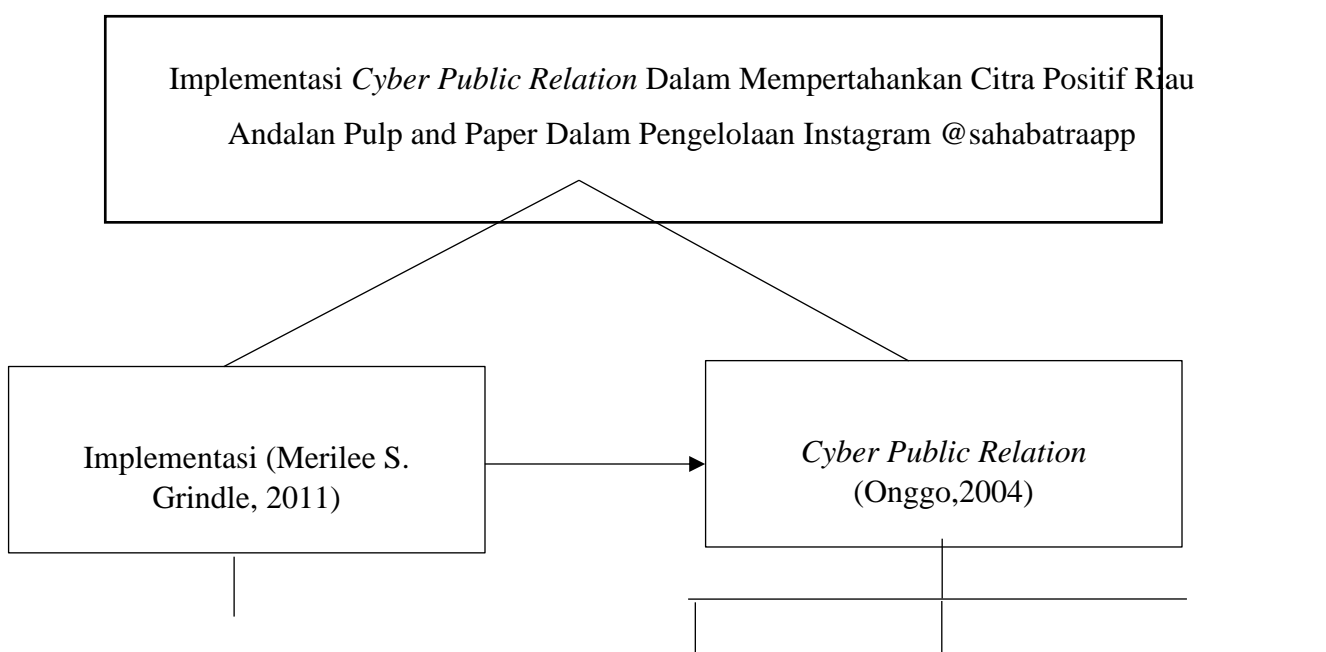 Implementasi Cyber Public Relation Dalam Mempertahankan Citra Positif Riau
Andalan Pulp and Paper Dalam Pengelolaan Instagram @sahabatraapp
Implementasi (Merilee S.
Grindle, 2011)
Cyber Public Relation
(Onggo,2004)